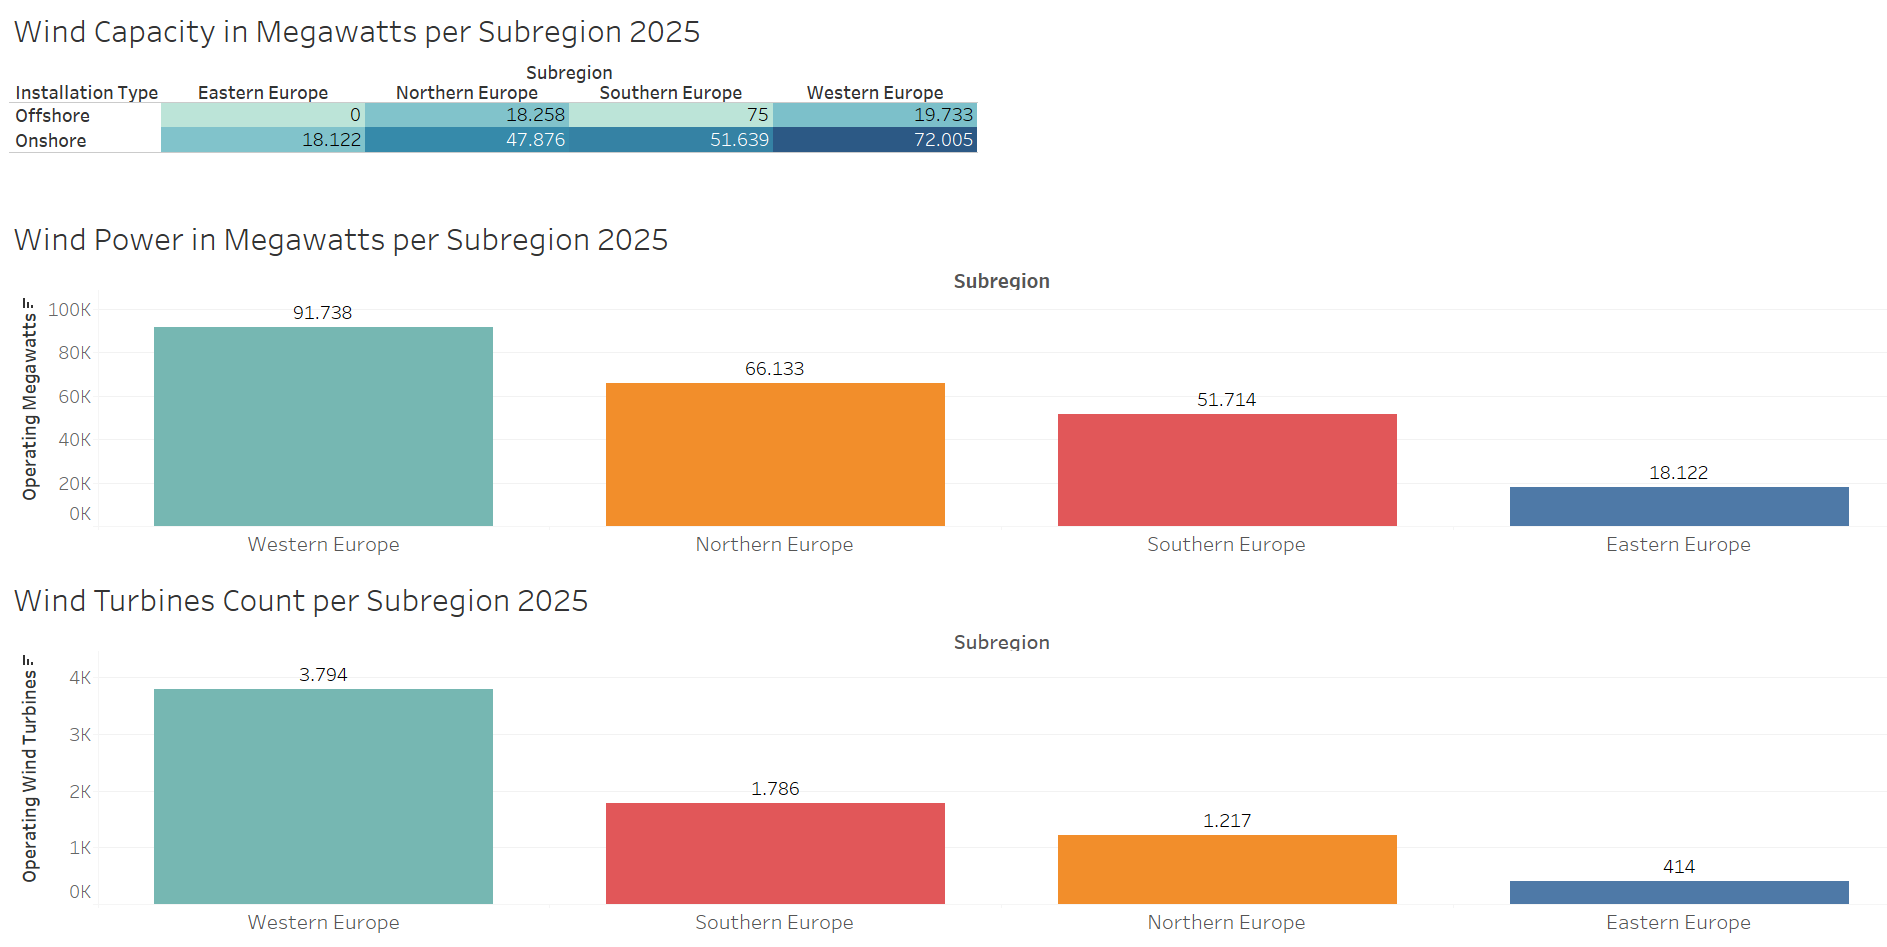 Wind Capacity in Megawatts per Subregion 2025
Subregion
Installation Type Eastern Europe Northern Europe Southern Europe Western Europe
Offshore 0 18.258 75 19.733
Onshore 18.122 47.876 51.639 72.005
Wind Power in Megawatts per Subregion 2025
Subregion
Operating Megawatts
100K
80K
60K
40K
20K
0K
91.738
66.133
51.714
18.122
Western Europe Northern Europe Southern Europe Eastern Europe
Wind Turbines Count per Subregion 2025
Subregion
Operating Wind Turbines
4K
3K
2K
1K
0K
3.794
1.786
1.217
414
Western Europe Southern Europe Northern Europe Eastern Europe